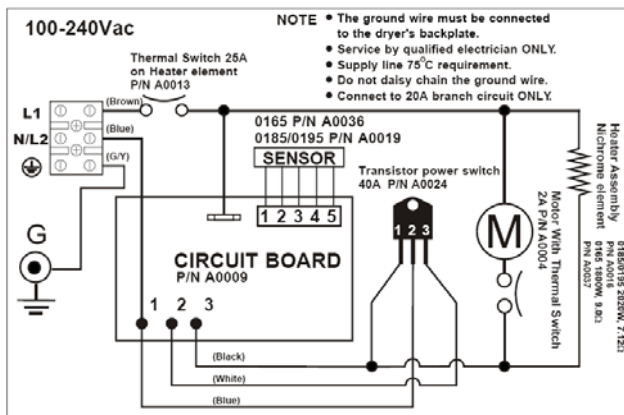 100-240Vac
NOTE • The ground wire must be connected
to the dryer's backplate.
• Service by qualified electrician ONLY.
• Supply line 75°C requirement.
• Do not daisy chain the ground wire.
• Connect to 20A branch circuit ONLY.
Thermal Switch 25A
on Heater element
P/N A0013
L1
N/L2
(Brown)
(Blue)
(G/Y)
G
0165 P/N A0036
0185/0195 P/N A0019
SENSOR
1 2 3 4 5
Transistor power switch
40A P/N A0024
1 2 3
CIRCUIT BOARD
P/N A0009
1 2 3
(Black)
(White)
(Blue)
M
Motor With Thermal Switch
2A P/N A0004
Heater Assembly
Nichrome element
0185/0195 2020W, 7.12Ω
P/N A0016
0165 1800W, 9.0Ω
P/N A0037